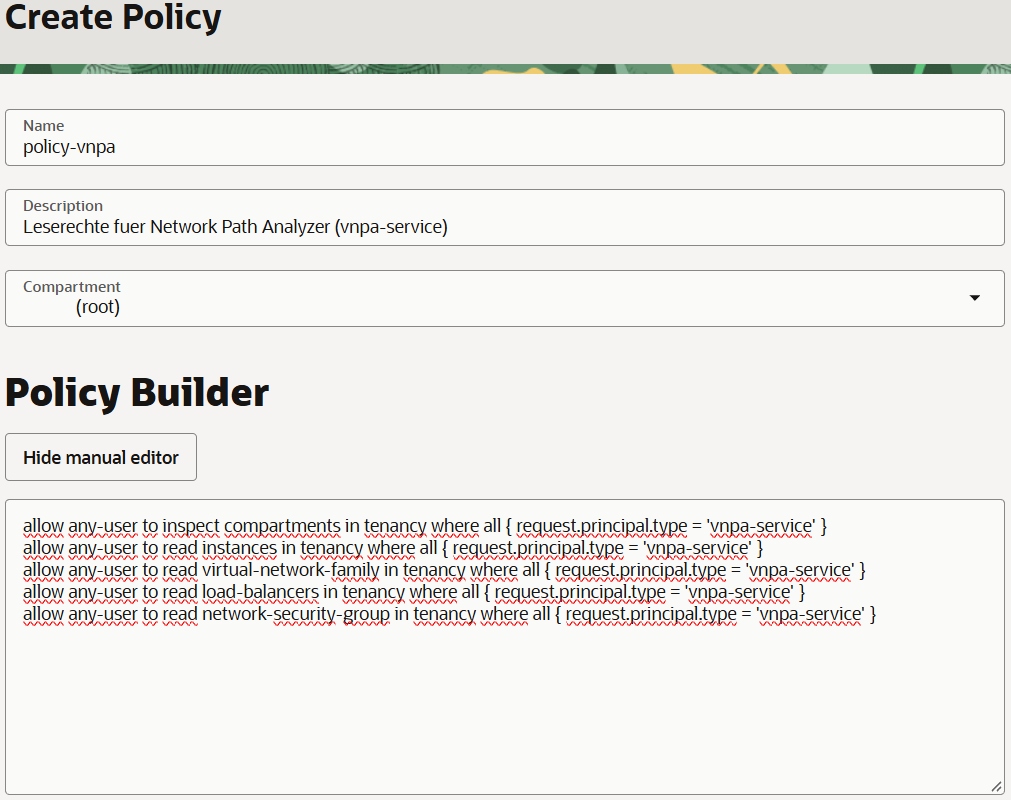 Create Policy
Name
policy-vnpa
Description
Leserechte fuer Network Path Analyzer (vnpa-service)
Compartment
(root)
Policy Builder
Hide manual editor
allow any-user to inspect compartments in tenancy where all { request.principal.type = 'vnpa-service' }
allow any-user to read instances in tenancy where all { request.principal.type = 'vnpa-service' }
allow any-user to read virtual-network-family in tenancy where all { request.principal.type = 'vnpa-service' }
allow any-user to read load-balancers in tenancy where all { request.principal.type = 'vnpa-service' }
allow any-user to read network-security-group in tenancy where all { request.principal.type = 'vnpa-service' }